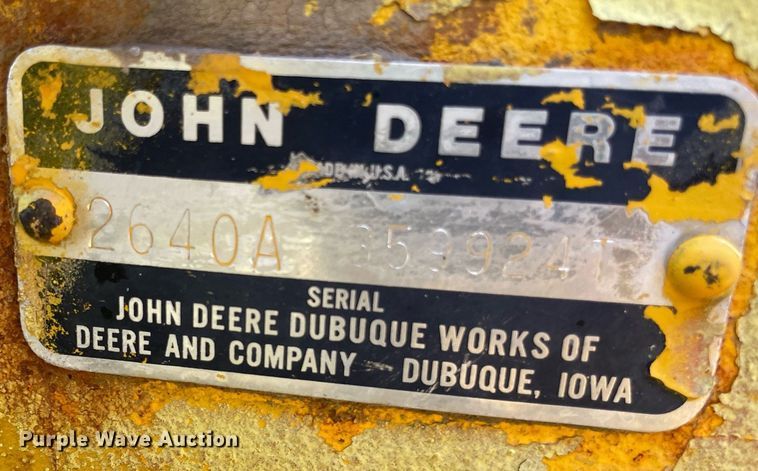 JOHN DEERE
U.S.A.
2640A
SERIAL
JOHN DEERE DUBUQUE WORKS OF
DEERE AND COMPANY DUBUQUE, IOWA
Purple Wave Auction